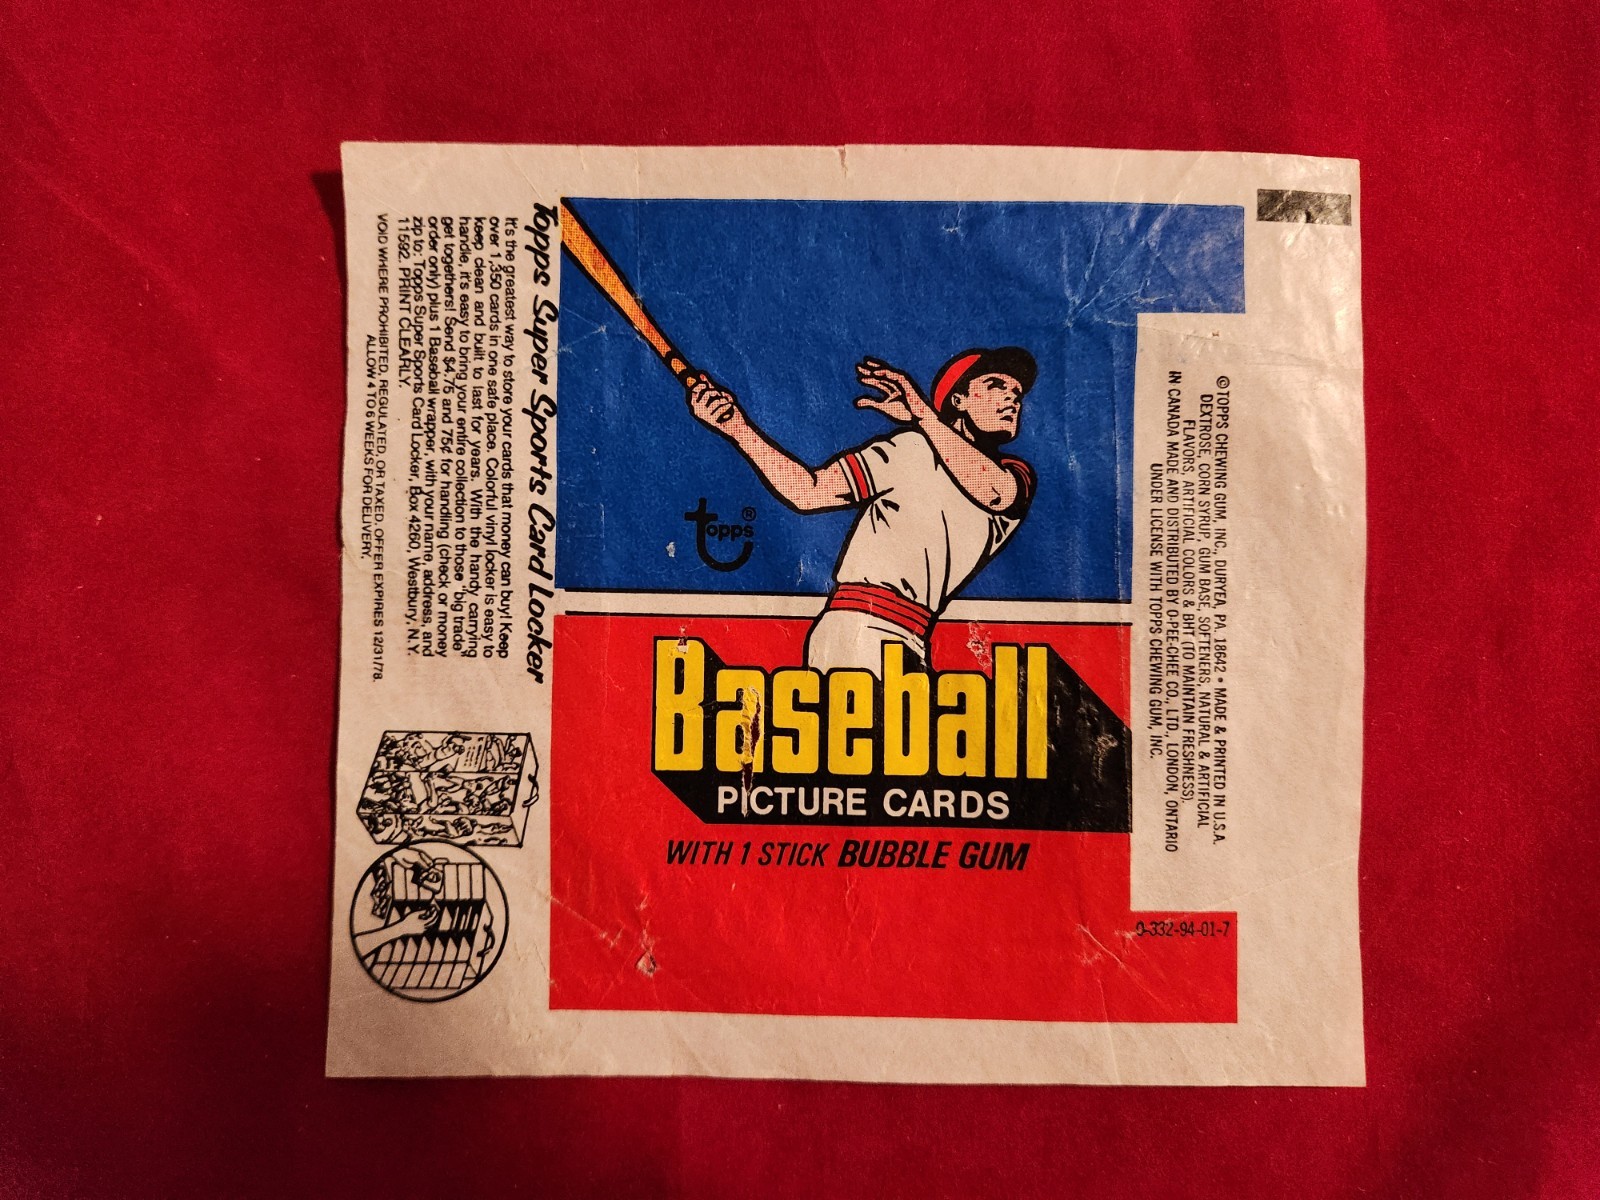 Topps Super Sports Card Locker
It's the greatest way to store your cards that money can buy! Keep
over 1,350 cards in one safe place. Colorful vinyl locker is easy to
keep clean and built to last for years. With the handy carrying
handle, it's easy to bring your entire collection to those "big trade"
get togethers! Send $4.75 and 75¢ for handling (check or money
order only) plus 1 Baseball wrapper, with your name, address, and
zip to: Topps Super Sports Card Locker, Box 4260, Westbury, N.Y.
11592. PRINT CLEARLY.
VOID WHERE PROHIBITED, REGULATED, OR TAXED. OFFER EXPIRES 12/31/78.
ALLOW 4 TO 6 WEEKS FOR DELIVERY.
topps®
Baseball
PICTURE CARDS
WITH 1 STICK BUBBLE GUM
© TOPPS CHEWING GUM, INC., DURYEA, PA. 18642 • MADE & PRINTED IN U.S.A.
DEXTROSE, CORN SYRUP, GUM BASE, SOFTENERS, NATURAL & ARTIFICIAL
FLAVORS, ARTIFICIAL COLORS & BHT (TO MAINTAIN FRESHNESS).
IN CANADA MADE AND DISTRIBUTED BY O-PEE-CHEE CO., LTD., LONDON, ONTARIO
UNDER LICENSE WITH TOPPS CHEWING GUM, INC.
0-332-94-01-7